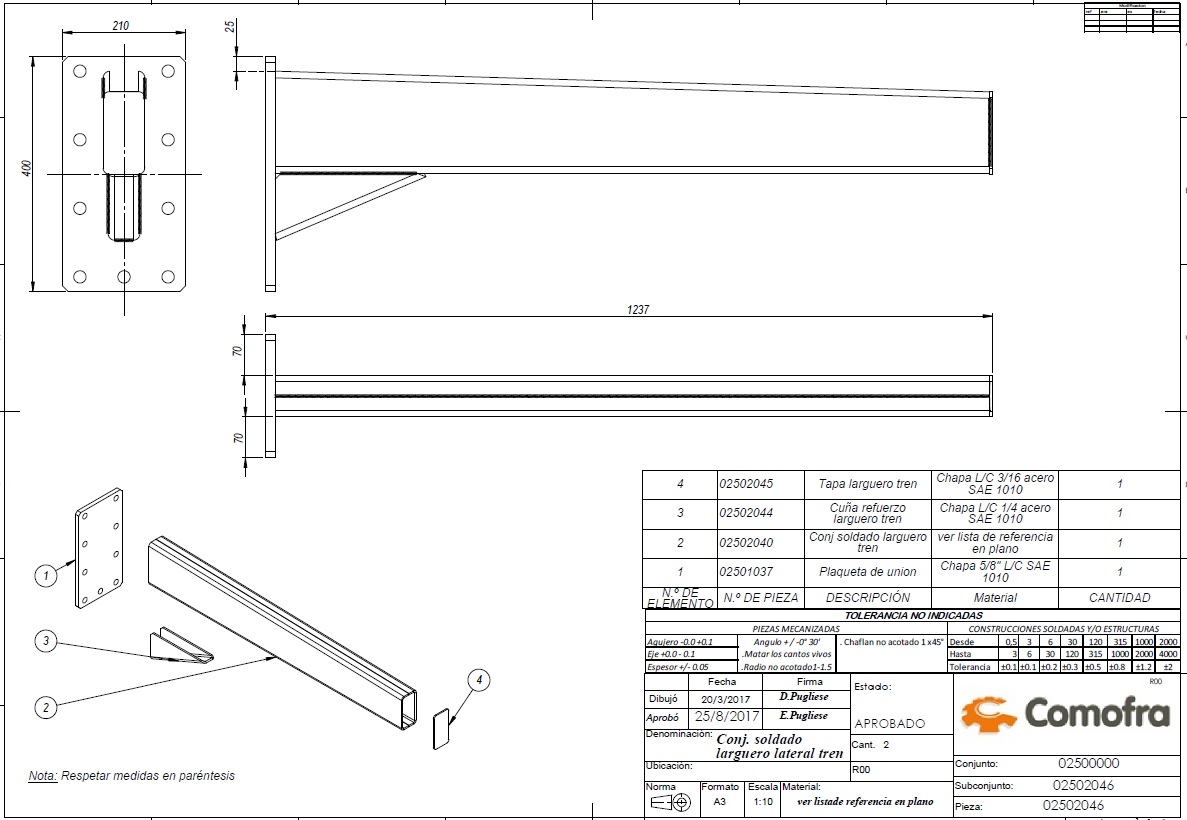 Modificacion
Fecha
210
25
400
1237
70
70
1
3
2
4
Nota: Respetar medidas en paréntesis
4 02502045 Tapa larguero tren Chapa L/C 3/16 acero SAE 1010 1
3 02502044 Cuña refuerzo larguero tren Chapa L/C 1/4 acero SAE 1010 1
2 02502040 Conj soldado larguero tren ver lista de referencia en plano 1
1 02501037 Plaqueta de union Chapa 5/8" L/C SAE 1010 1
N.º DE ELEMENTO N.º DE PIEZA DESCRIPCIÓN Material CANTIDAD
TOLERANCIA NO INDICADAS
PIEZAS MECANIZADAS CONSTRUCCIONES SOLDADAS Y/O ESTRUCTURAS
Agujero -0.0 +0.1 Angulo + / -0° 30' . Chaflan no acotado 1 x45° Desde 0,5 3 6 30 120 315 1000 2000
Eje +0.0 - 0.1 .Matar los cantos vivos Hasta 3 6 30 120 315 1000 2000 4000
Espesor +/- 0.05 .Radio no acotado1-1.5 Tolerancia ±0.1 ±0.1 ±0.2 ±0.3 ±0.5 ±0.8 ±1.2 ±2
Fecha Firma
Dibujó 20/3/2017 D.Pugliese
Aprobó 25/8/2017 E.Pugliese
Estado:
APROBADO
R00
Comofra
Denominación: Conj. soldado
larguero lateral tren
Cant. 2
Ubicación:
R00
Conjunto: 02500000
Subconjunto: 02502046
Pieza: 02502046
Norma Formato Escala Material:
A3 1:10 ver listade referencia en plano